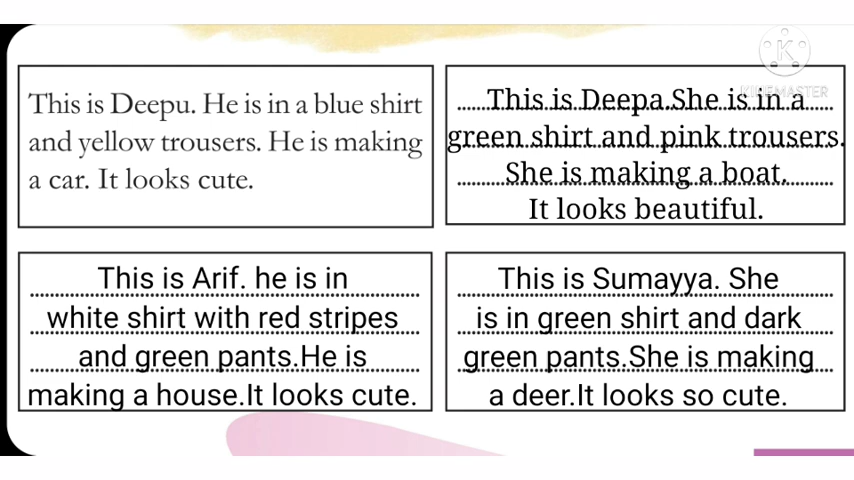 K
KINEMASTER
This is Deepu. He is in a blue shirt
and yellow trousers. He is making
a car. It looks cute.
This is Deepa.She is in a
green shirt and pink trousers.
She is making a boat.
It looks beautiful.
This is Arif. he is in
white shirt with red stripes
and green pants.He is
making a house.It looks cute.
This is Sumayya. She
is in green shirt and dark
green pants.She is making
a deer.It looks so cute.